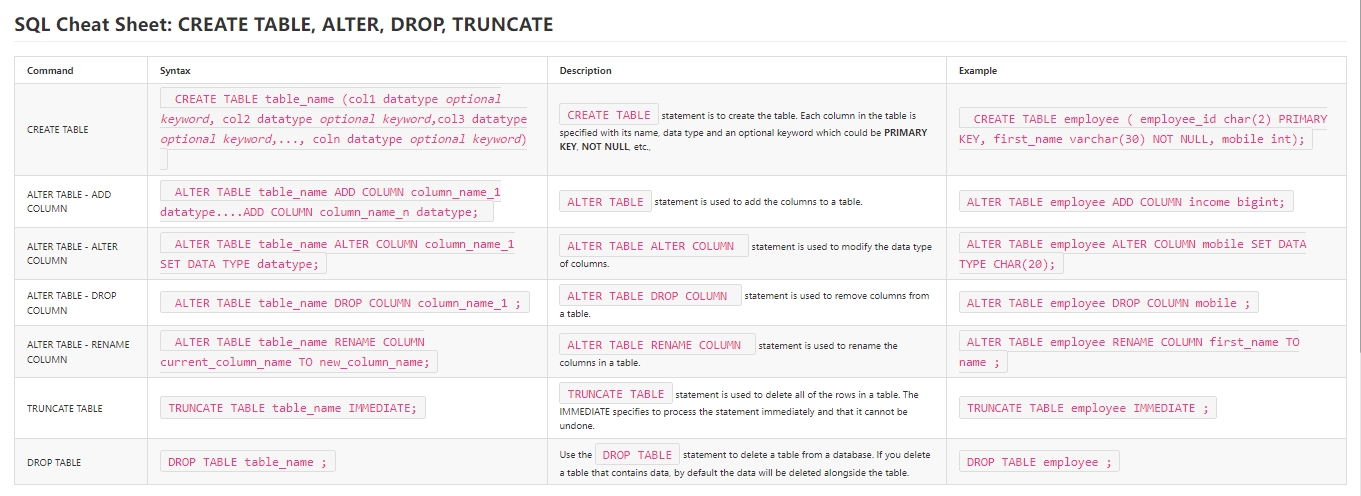 SQL Cheat Sheet: CREATE TABLE, ALTER, DROP, TRUNCATE
Command Syntax Description Example
CREATE TABLE
CREATE TABLE table_name (col1 datatype optional
keyword, col2 datatype optional keyword,col3 datatype
optional keyword,..., coln datatype optional keyword)
CREATE TABLE statement is to create the table. Each column in the table is
specified with its name, data type and an optional keyword which could be PRIMARY
KEY, NOT NULL, etc.,
CREATE TABLE employee ( employee_id char(2) PRIMARY
KEY, first_name varchar(30) NOT NULL, mobile int);
ALTER TABLE - ADD
COLUMN
ALTER TABLE table_name ADD COLUMN column_name_1
datatype....ADD COLUMN column_name_n datatype;
ALTER TABLE statement is used to add the columns to a table.
ALTER TABLE employee ADD COLUMN income bigint;
ALTER TABLE - ALTER
COLUMN
ALTER TABLE table_name ALTER COLUMN column_name_1
SET DATA TYPE datatype;
ALTER TABLE ALTER COLUMN statement is used to modify the data type
of columns.
ALTER TABLE employee ALTER COLUMN mobile SET DATA
TYPE CHAR(20);
ALTER TABLE - DROP
COLUMN
ALTER TABLE table_name DROP COLUMN column_name_1 ;
ALTER TABLE DROP COLUMN statement is used to remove columns from
a table.
ALTER TABLE employee DROP COLUMN mobile ;
ALTER TABLE - RENAME
COLUMN
ALTER TABLE table_name RENAME COLUMN
current_column_name TO new_column_name;
ALTER TABLE RENAME COLUMN statement is used to rename the
columns in a table.
ALTER TABLE employee RENAME COLUMN first_name TO
name ;
TRUNCATE TABLE
TRUNCATE TABLE table_name IMMEDIATE;
TRUNCATE TABLE statement is used to delete all of the rows in a table. The
IMMEDIATE specifies to process the statement immediately and that it cannot be
undone.
TRUNCATE TABLE employee IMMEDIATE ;
DROP TABLE
DROP TABLE table_name ;
Use the DROP TABLE statement to delete a table from a database. If you delete
a table that contains data, by default the data will be deleted alongside the table.
DROP TABLE employee ;